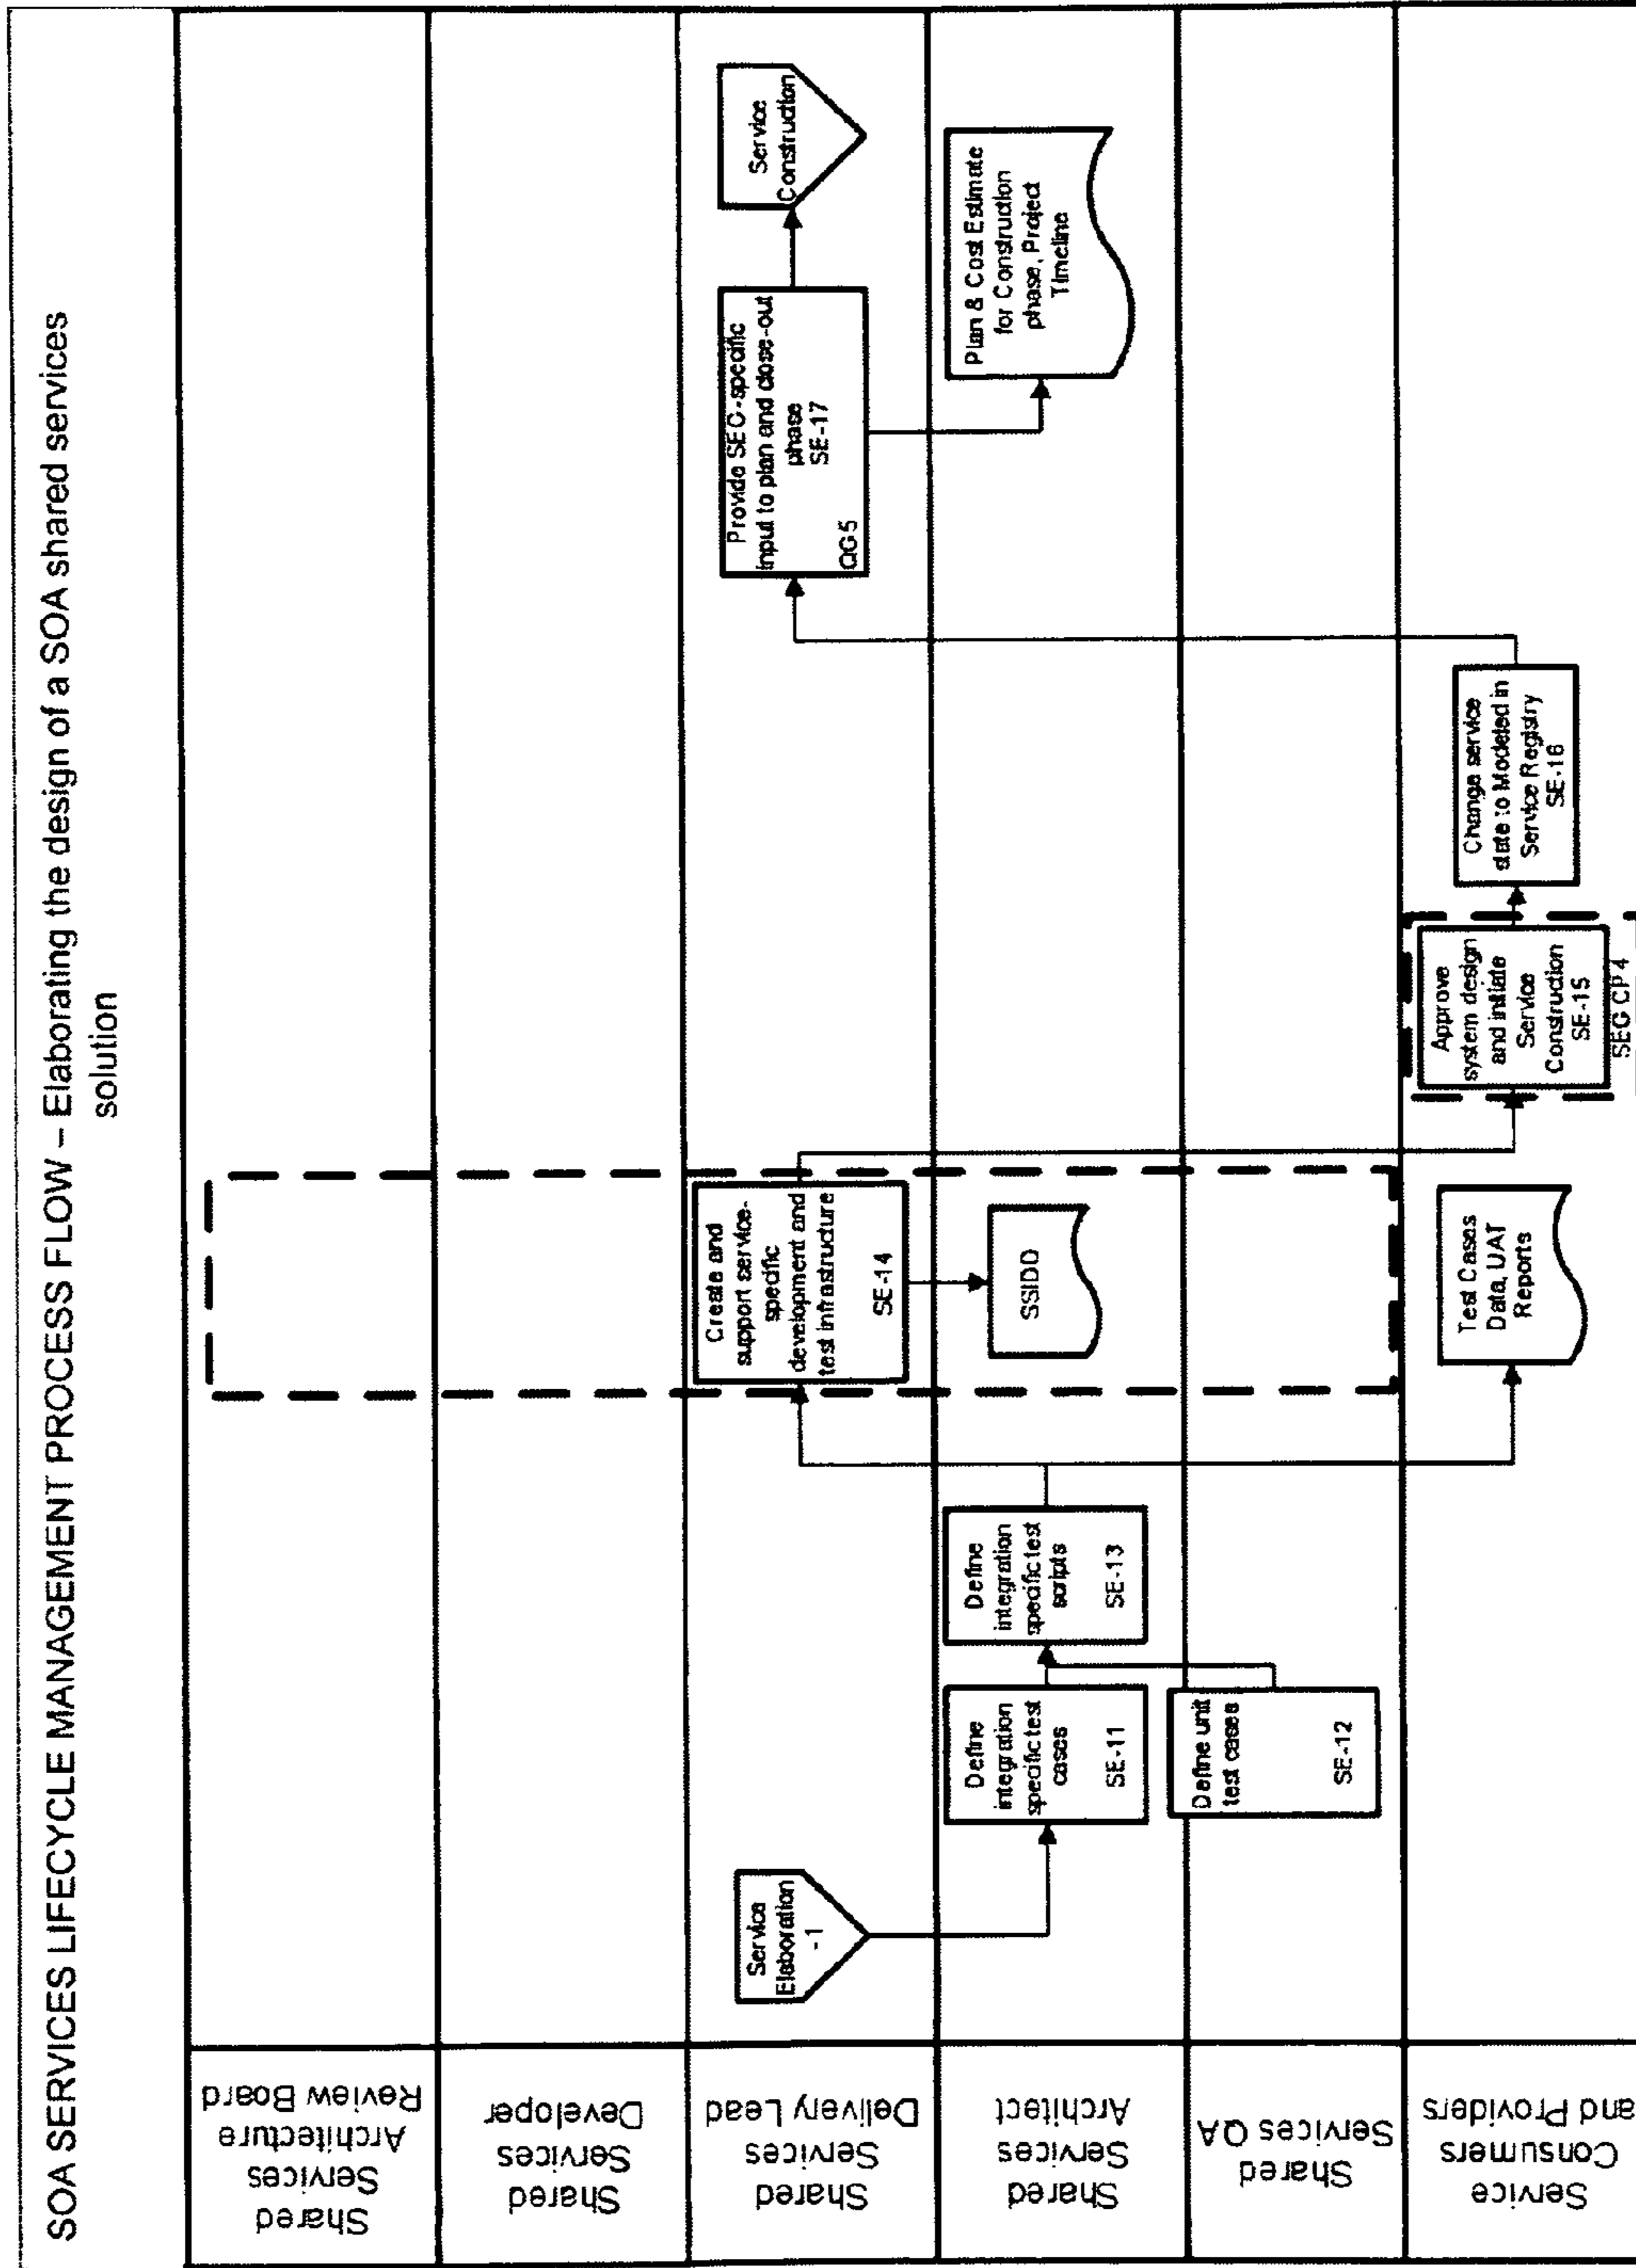 SOA SERVICES LIFECYCLE MANAGEMENT PROCESS FLOW – Elaborating the design of a SOA shared services
solution
Shared
Services
Architecture
Review Board
Shared
Services
Developer
Shared
Services
Delivery Lead
Service
Elaboration
-1
Create and
support service-
specific
development and
test infrastructure
SE-14
Provide SEC-specific
input to plan and close-out
phase
SE-17
QG5
Service
Construction
Shared
Services
Architect
Define
integration
specific test
cases
SE-11
Define
integration
specific test
scripts
SE-13
SSIDD
Plan & Cost Estimate
for Construction
phase, Project
Timeline
Shared
Services QA
Define unit
test cases
SE-12
Service
Consumers
and Providers
Test Cases
Data, UAT
Reports
Approve
system design
and initiate
Service
Construction
SE-15
SEG CP4
Change service
state to Modeled in
Service Registry
SE-16